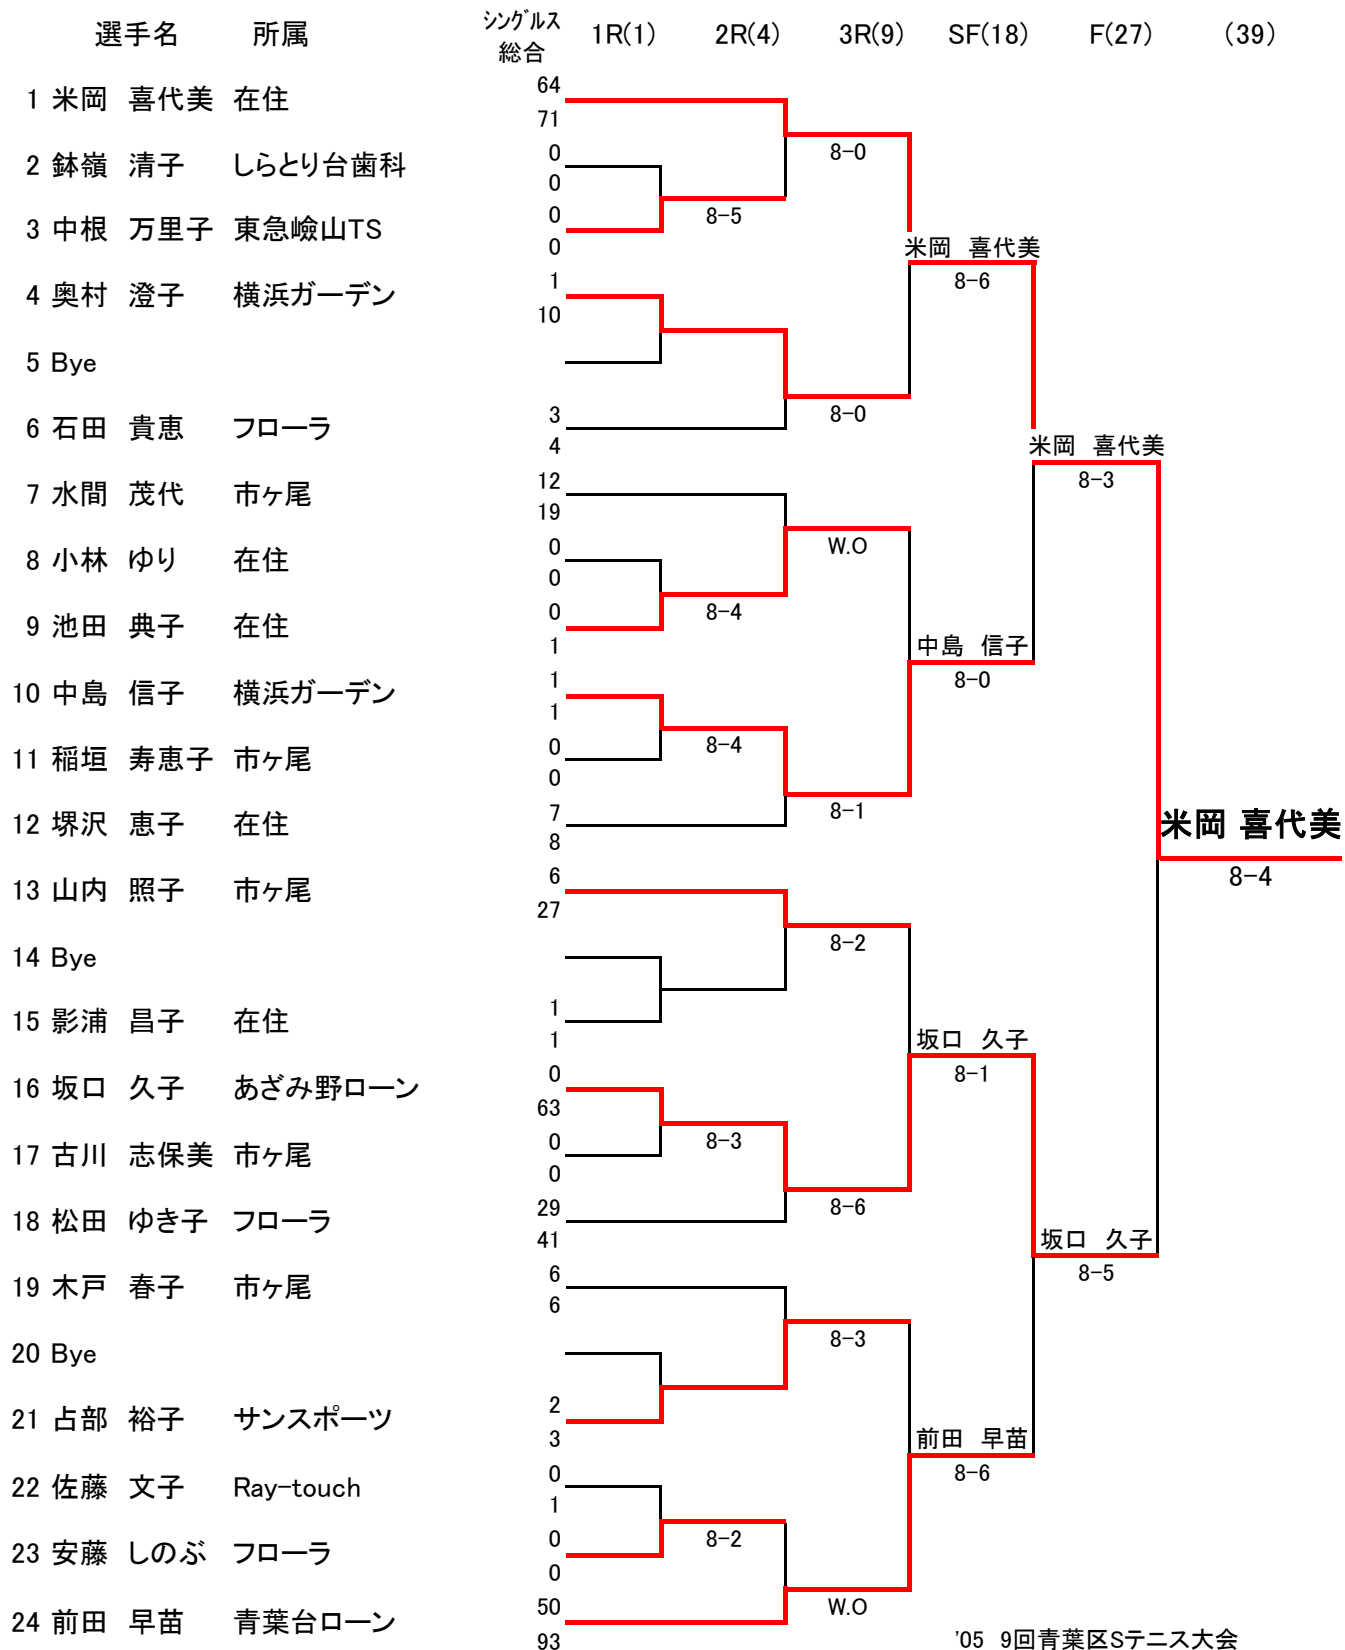 選手名 所属 シングルス 総合 1R(1) 2R(4) 3R(9) SF(18) F(27) (39)
1 米岡 喜代美 在住 64
71
2 鉢嶺 清子 しらとり台歯科 0
0
3 中根 万里子 東急嶮山TS 0
0
4 奥村 澄子 横浜ガーデン 1
10
5 Bye
6 石田 貴恵 フローラ 3
4
7 水間 茂代 市ヶ尾 12
19
8 小林 ゆり 在住 0
0
9 池田 典子 在住 0
1
10 中島 信子 横浜ガーデン 1
1
11 稲垣 寿恵子 市ヶ尾 0
0
12 堺沢 恵子 在住 7
8
13 山内 照子 市ヶ尾 6
27
14 Bye
15 影浦 昌子 在住 1
1
16 坂口 久子 あざみ野ローン 0
63
17 古川 志保美 市ヶ尾 0
0
18 松田 ゆき子 フローラ 29
41
19 木戸 春子 市ヶ尾 6
6
20 Bye
21 占部 裕子 サンスポーツ 2
3
22 佐藤 文子 Ray-touch 0
1
23 安藤 しのぶ フローラ 0
0
24 前田 早苗 青葉台ローン 50
93
8-5
8-4
8-4
8-3
8-2
8-0
8-0
W.O
8-1
8-2
8-6
8-3
W.O
米岡 喜代美
8-6
中島 信子
8-0
坂口 久子
8-1
前田 早苗
8-6
米岡 喜代美
8-3
坂口 久子
8-5
米岡 喜代美
8-4
'05 9回青葉区Sテニス大会